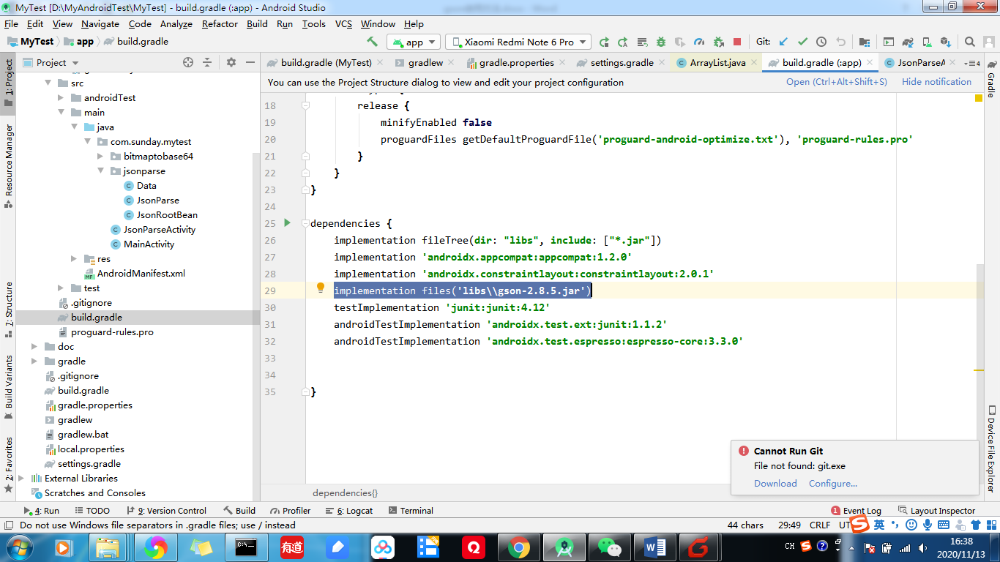 MyTest [D:\MyAndroidTest\MyTest] - build.gradle (:app) - Android Studio
File Edit View Navigate Code Analyze Refactor Build Run Tools VCS Window Help
MyTest app build.gradle
app
Xiaomi Redmi Note 6 Pro
Git:
1: Project
Resource Manager
7: Structure
Build Variants
2: Favorites
Project
src
androidTest
main
java
com.sunday.mytest
bitmaptobase64
jsonparse
Data
JsonParse
JsonRootBean
JsonParseActivity
MainActivity
res
AndroidManifest.xml
test
.gitignore
build.gradle
proguard-rules.pro
doc
gradle
.gitignore
build.gradle
gradle.properties
gradlew
gradlew.bat
local.properties
settings.gradle
External Libraries
Scratches and Consoles
build.gradle (MyTest) gradlew gradle.properties settings.gradle ArrayList.java build.gradle (:app) JsonParseA 4
You can use the Project Structure dialog to view and edit your project configuration Open (Ctrl+Alt+Shift+S) Hide notification
18 release {
19 minifyEnabled false
20 proguardFiles getDefaultProguardFile('proguard-android-optimize.txt'), 'proguard-rules.pro'
21 }
22 }
23 }
24
25 dependencies {
26 implementation fileTree(dir: "libs", include: ["*.jar"])
27 implementation 'androidx.appcompat:appcompat:1.2.0'
28 implementation 'androidx.constraintlayout:constraintlayout:2.0.1'
29 implementation files('libs\\gson-2.8.5.jar')
30 testImplementation 'junit:junit:4.12'
31 androidTestImplementation 'androidx.test.ext:junit:1.1.2'
32 androidTestImplementation 'androidx.test.espresso:espresso-core:3.3.0'
33
34
35 }
dependencies{}
Gradle
Device File Explorer
Cannot Run Git
File not found: git.exe
Download Configure...
4: Run TODO 9: Version Control Build Profiler 6: Logcat Terminal 1 Event Log Layout Inspector
Do not use Windows file separators in .gradle files; use / instead 44 chars 29:49 CRLF UT
英
有道
CH
16:38
2020/11/13